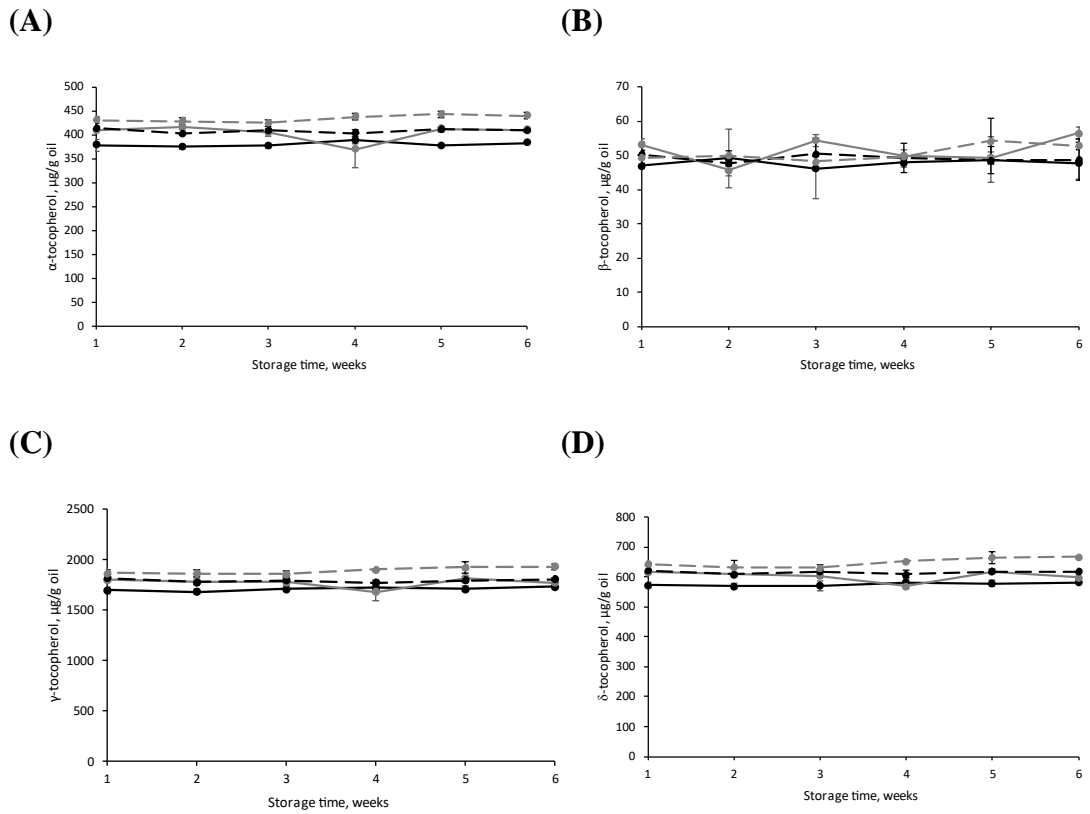 (A)
(B)
α-tocopherol, µg/g oil
500
450
400
350
300
250
200
150
100
50
0
1 2 3 4 5 6
Storage time, weeks
β-tocopherol, µg/g oil
70
60
50
40
30
20
10
0
1 2 3 4 5 6
Storage time, weeks
(C)
(D)
γ-tocopherol, µg/g oil
2500
2000
1500
1000
500
0
1 2 3 4 5 6
Storage time, weeks
δ-tocopherol, µg/g oil
800
700
600
500
400
300
200
100
0
1 2 3 4 5 6
Storage time, weeks